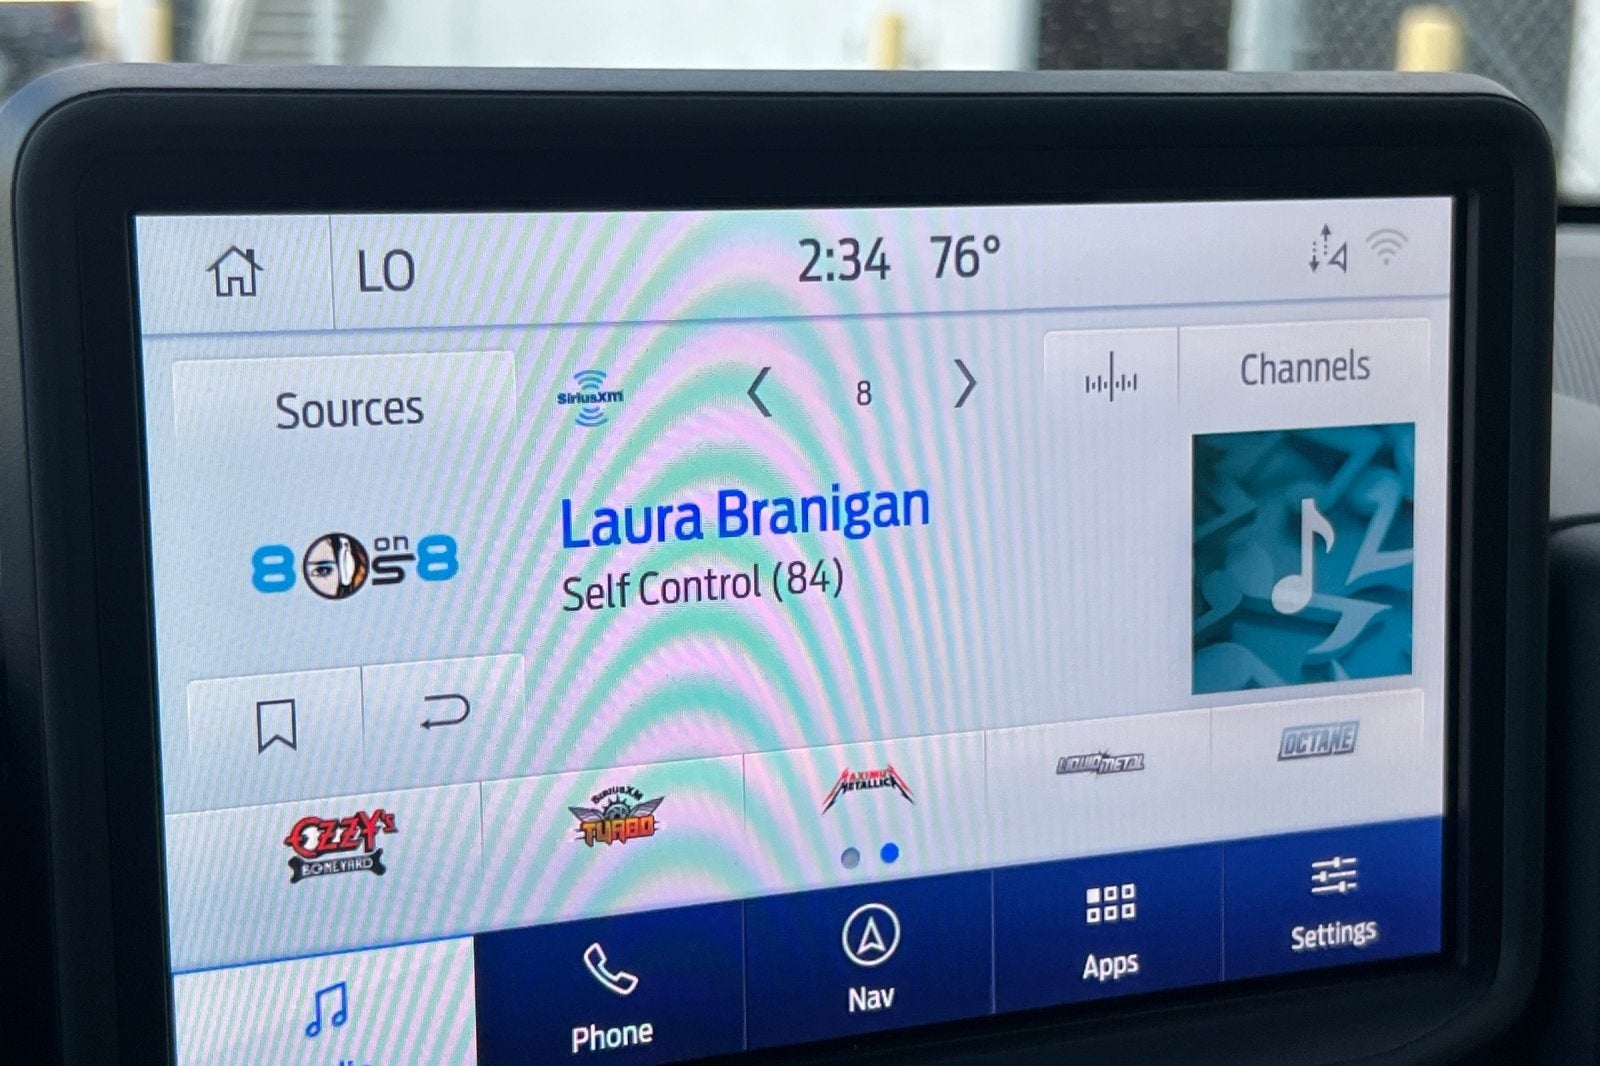 LO 2:34 76°
Sources SiriusXM 8 Channels
80s on 8
Laura Branigan
Self Control (84)
OZZY's BONEYARD
SIRIUSXM TURBO
MAXIMUM METALLICA
LIQUID METAL
OCTANE
Phone Nav Apps Settings